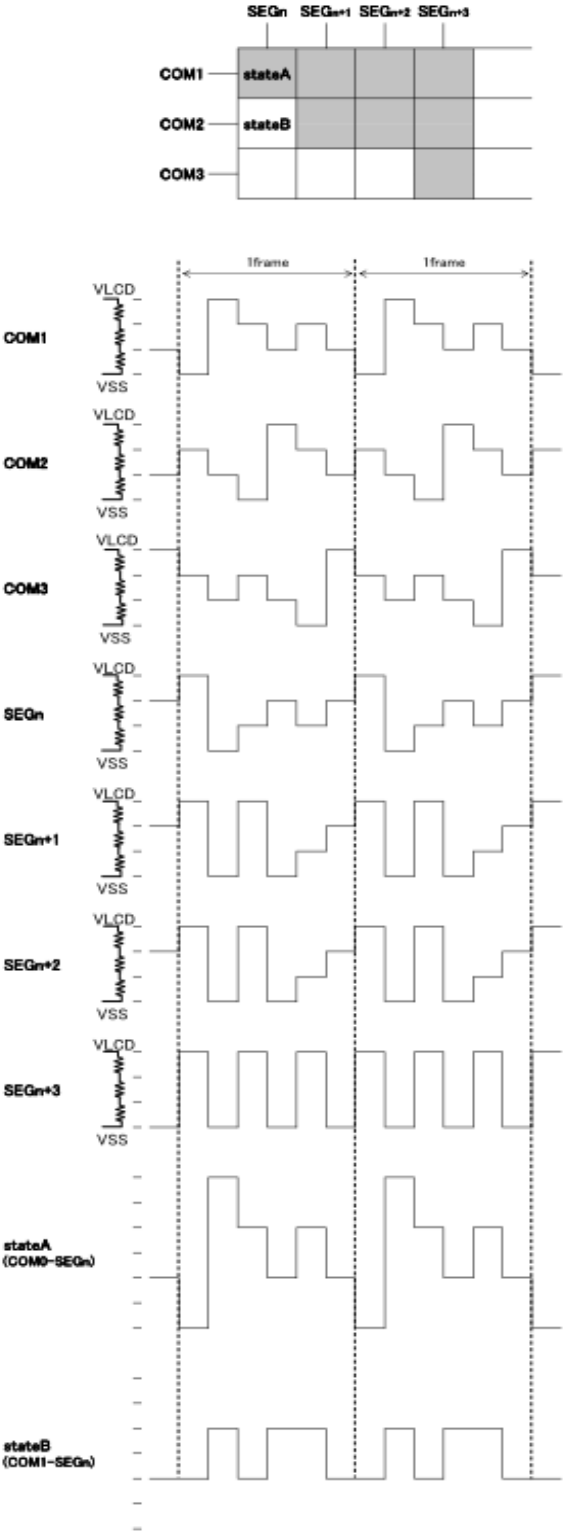 SEGn SEGn+1 SEGn+2 SEGn+3
COM1 stateA
COM2 stateB
COM3
1frame 1frame
VLCD
COM1
VSS
VLCD
COM2
VSS
VLCD
COM3
VSS
VLCD
SEGn
VSS
VLCD
SEGn+1
VSS
VLCD
SEGn+2
VSS
VLCD
SEGn+3
VSS
stateA
(COM0-SEGn)
stateB
(COM1-SEGn)